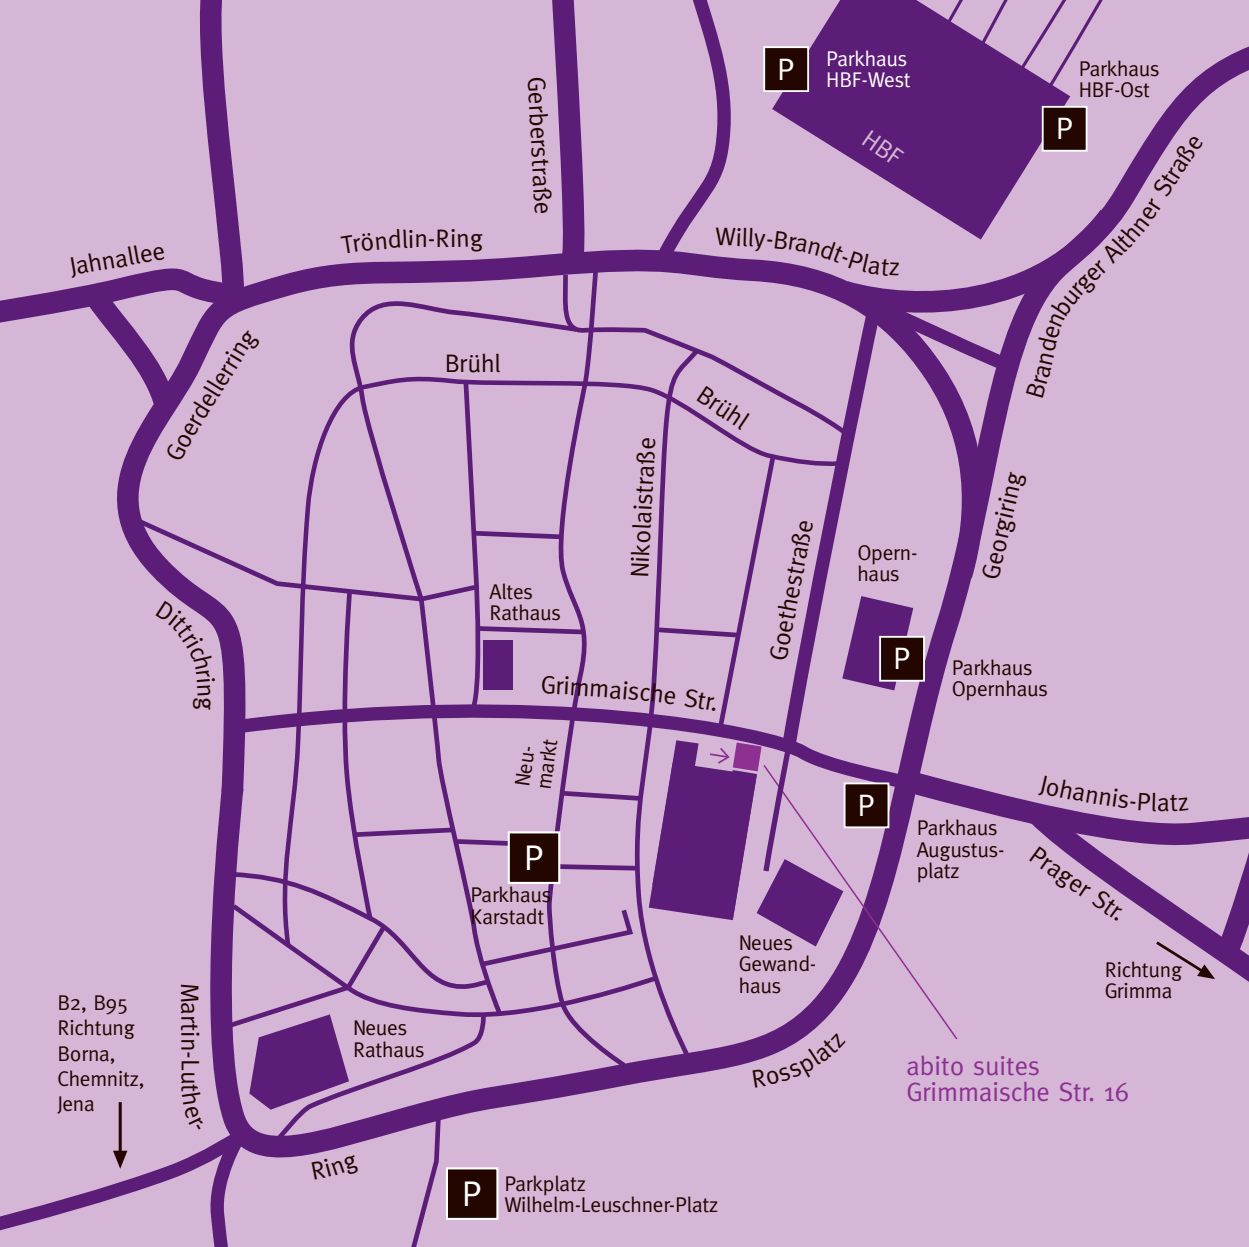 P
Parkhaus
HBF-West
Parkhaus
HBF-Ost
P
HBF
Gerberstraße
Brandenburger Althner Straße
Tröndlin-Ring
Willy-Brandt-Platz
Jahnallee
Goerdellerring
Brühl
Brühl
Nikolaistraße
Georgiring
Goethestraße
Opern-
haus
Altes
Rathaus
Dittrichring
P
Parkhaus
Opernhaus
Grimmaische Str.
Neu-
markt
Johannis-Platz
P
Parkhaus
Augustus-
platz
P
Parkhaus
Karstadt
Prager Str.
Neues
Gewand-
haus
Richtung
Grimma
B2, B95
Richtung
Borna,
Chemnitz,
Jena
Martin-Luther-
Neues
Rathaus
Rossplatz
abito suites
Grimmaische Str. 16
Ring
P
Parkplatz
Wilhelm-Leuschner-Platz